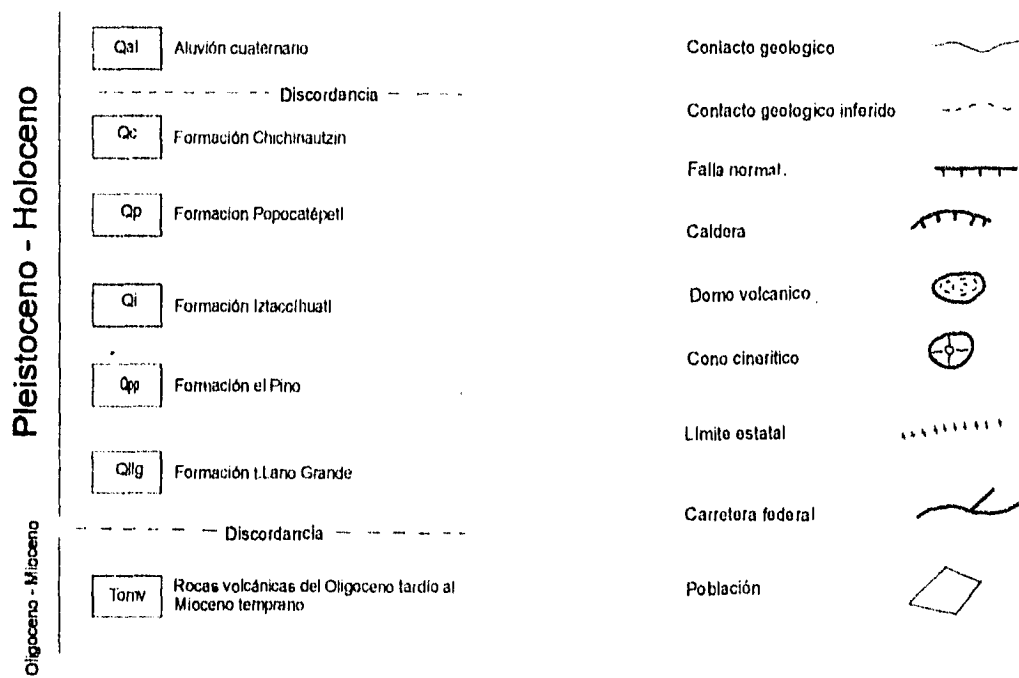 Pleistoceno - Holoceno
Qal Aluvión cuaternario
Discordancia
Qc Formación Chichinautzin
Qp Formacion Popocatépetl
Qi Formación Iztaccíhuatl
Qpp Formación el Pino
Qllg Formación t.Lano Grande
Discordancia
Oligoceno - Mioceno
Tomv Rocas volcánicas del Oligoceno tardío al
Mioceno temprano
Contacto geologico
Contacto geologico inferido
Falla normal.
Caldera
Domo volcanico
Cono cineritico
Límite estatal
Carretera federal
Población